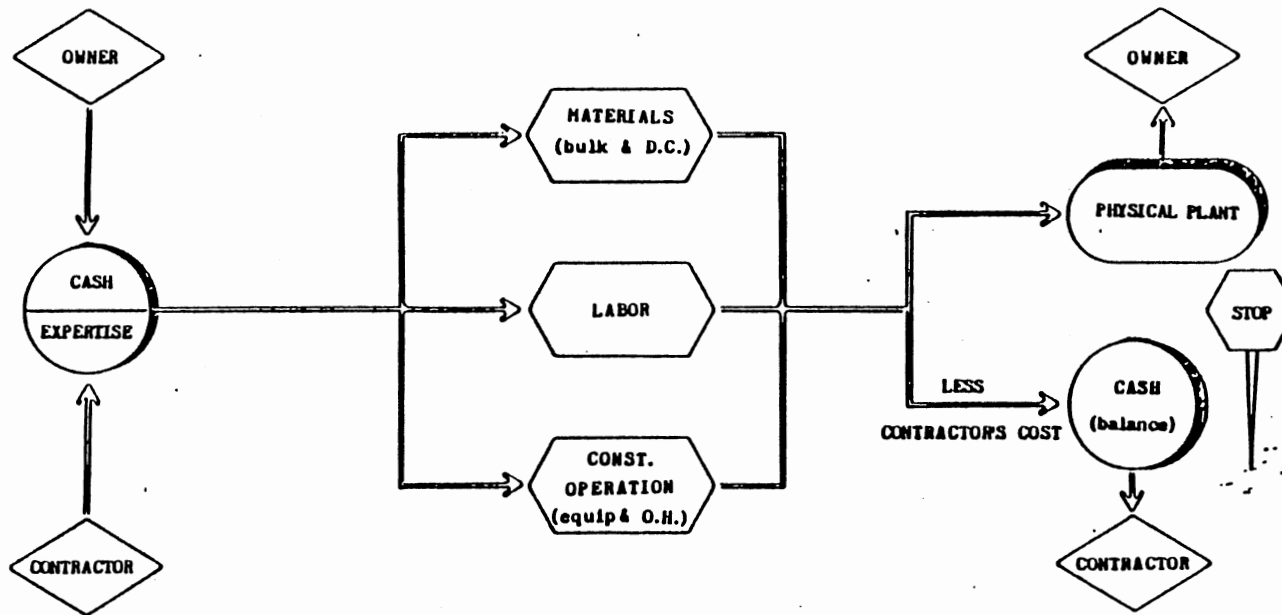 OWNER
CASH
EXPERTISE
CONTRACTOR
MATERIALS
(bulk & D.C.)
LABOR
CONST.
OPERATION
(equip& O.H.)
OWNER
PHYSICAL PLANT
STOP
LESS
CONTRACTOR'S COST
CASH
(balance)
CONTRACTOR